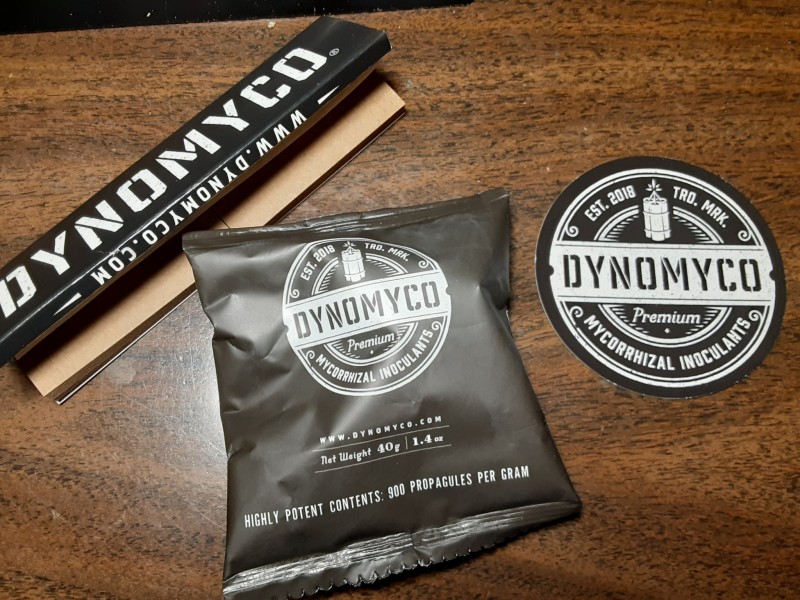 DYNOMYCO®
WWW.DYNOMYCO.COM
EST. 2018 TRD. MRK.
DYNOMYCO
Premium
MYCORRHIZAL INOCULANTS
WWW.DYNOMYCO.COM
Net Weight 40g | 1.4 oz
HIGHLY POTENT CONTENTS: 900 PROPAGULES PER GRAM
EST. 2018 TRD. MRK.
DYNOMYCO
Premium
MYCORRHIZAL INOCULANTS